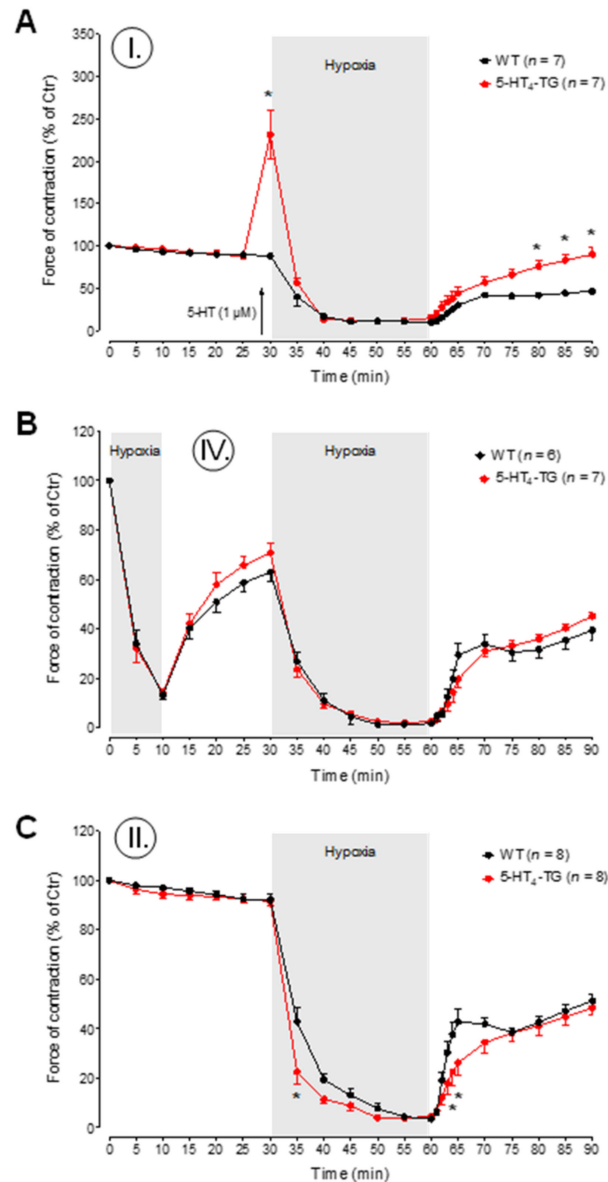 A
I.
Hypoxia
WT (n = 7)
5-HT4-TG (n = 7)
*
* * *
5-HT (1 µM)
Force of contraction (% of Ctr)
350
300
250
200
150
100
50
0
0 5 10 15 20 25 30 35 40 45 50 55 60 65 70 75 80 85 90
Time (min)
B
Hypoxia
IV.
Hypoxia
WT (n = 6)
5-HT4-TG (n = 7)
Force of contraction (% of Ctr)
120
100
80
60
40
20
0
0 5 10 15 20 25 30 35 40 45 50 55 60 65 70 75 80 85 90
Time (min)
C
II.
Hypoxia
WT (n = 8)
5-HT4-TG (n = 8)
Force of contraction (% of Ctr)
120
100
80
60
40
20
0
*
*
*
0 5 10 15 20 25 30 35 40 45 50 55 60 65 70 75 80 85 90
Time (min)